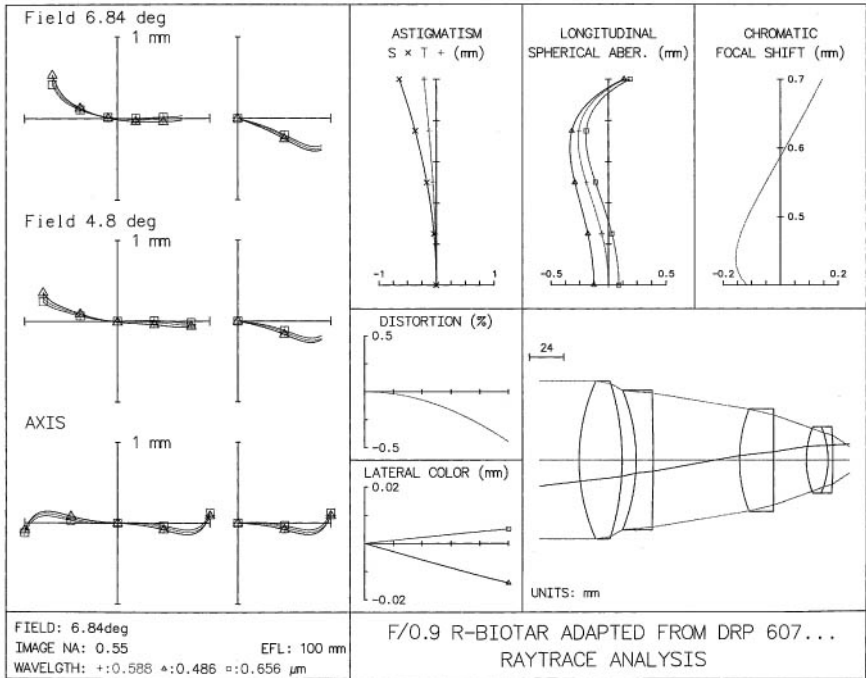 Field 6.84 deg
1 mm
Field 4.8 deg
1 mm
AXIS
1 mm
ASTIGMATISM
S × T + (mm)
-1
1
LONGITUDINAL
SPHERICAL ABER. (mm)
-0.5
0.5
CHROMATIC
FOCAL SHIFT (mm)
0.7
0.6
0.5
-0.2
0.2
DISTORTION (%)
0.5
-0.5
LATERAL COLOR (mm)
0.02
-0.02
24
UNITS: mm
FIELD: 6.84deg
IMAGE NA: 0.55 EFL: 100 mm
WAVELGTH: +:0.588 ▵:0.486 ▫:0.656 µm
F/0.9 R-BIOTAR ADAPTED FROM DRP 607...
RAYTRACE ANALYSIS